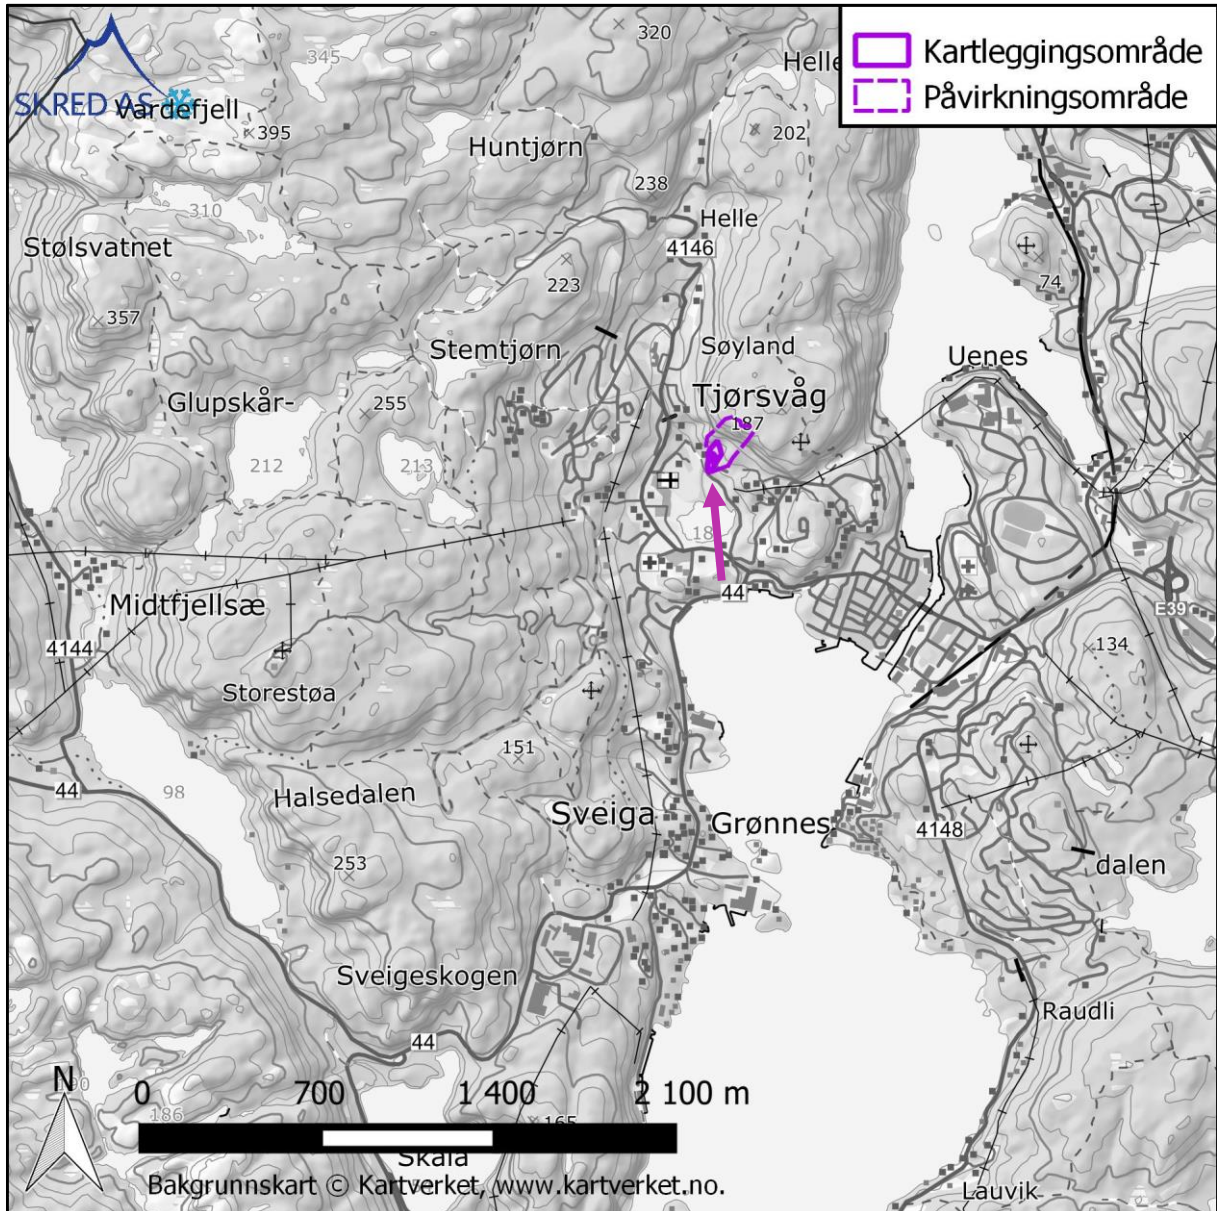 320
345
Helle
Kartleggingsområde
Påvirkningsområde
SKRED AS
Vardefjell
395
202
Huntjørn
238
310
Helle
Stølsvatnet
4146
223
74
357
Søyland
Stemtjørn
Uenes
Tjørsvåg
Glupskår-
255
187
212
213
18
44
Midtfjellsæ
E39
4144
134
Storestøa
151
44
98
Halsedalen
Sveiga
Grønnes
4148
253
dalen
Sveigeskogen
Raudli
44
N
0 700 1 400 2 100 m
186
165
Skåla
Bakgrunnskart © Kartverket, www.kartverket.no.
Lauvik